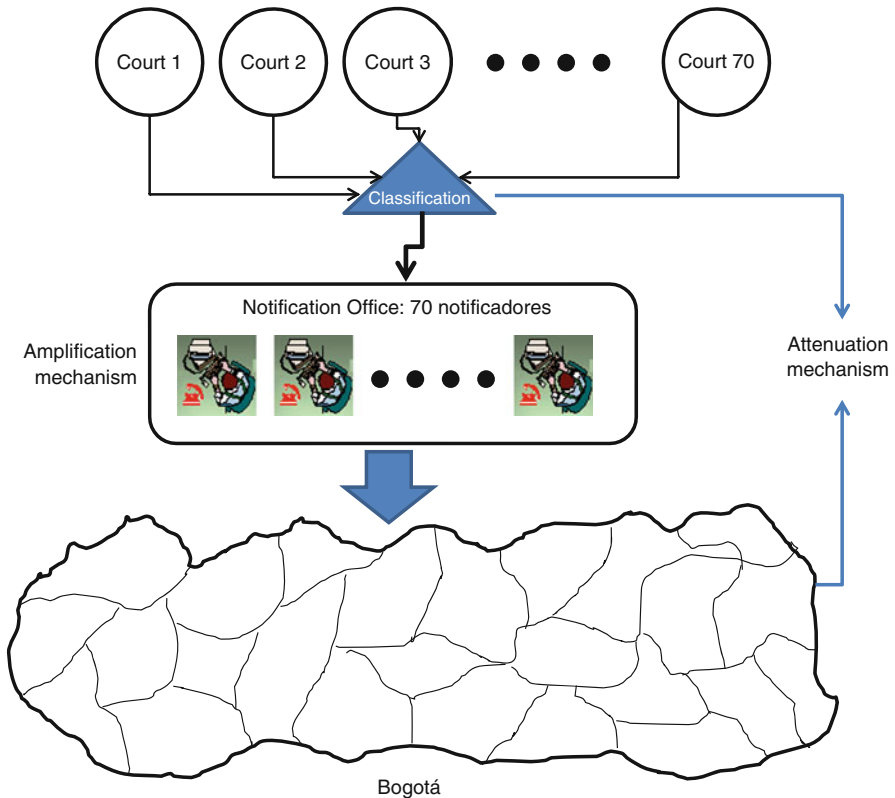 Court 1
Court 2
Court 3
Court 70
Classification
Notification Office: 70 notificadores
Amplification
mechanism
Attenuation
mechanism
Bogotá